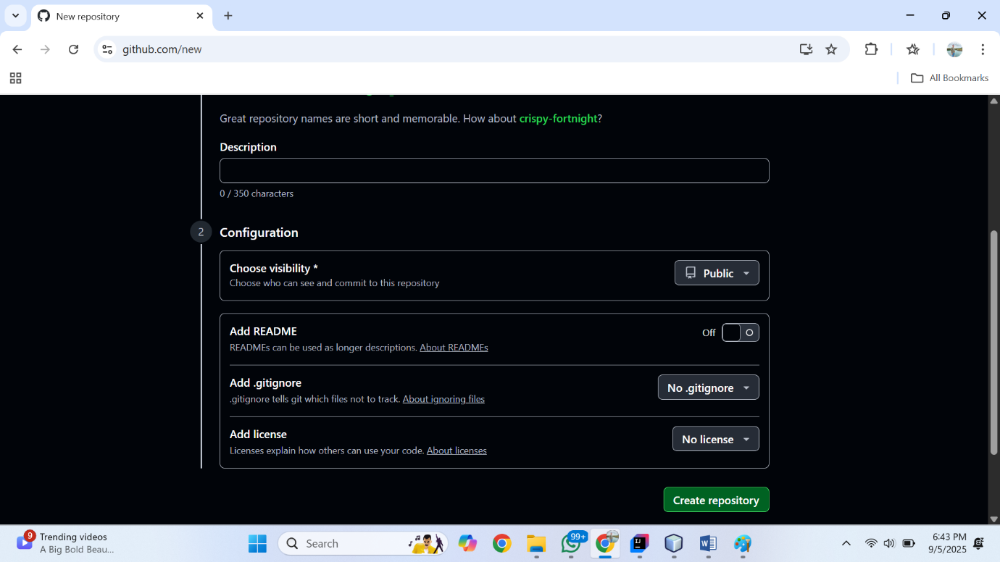 New repository
github.com/new
All Bookmarks
Great repository names are short and memorable. How about crispy-fortnight?
Description
0 / 350 characters
2
Configuration
Choose visibility *
Choose who can see and commit to this repository
Public
Add README
READMEs can be used as longer descriptions. About READMEs
Off
Add .gitignore
.gitignore tells git which files not to track. About ignoring files
No .gitignore
Add license
Licenses explain how others can use your code. About licenses
No license
Create repository
9
Trending videos
A Big Bold Beau...
Search
99+
IJ
W
6:43 PM
9/5/2025